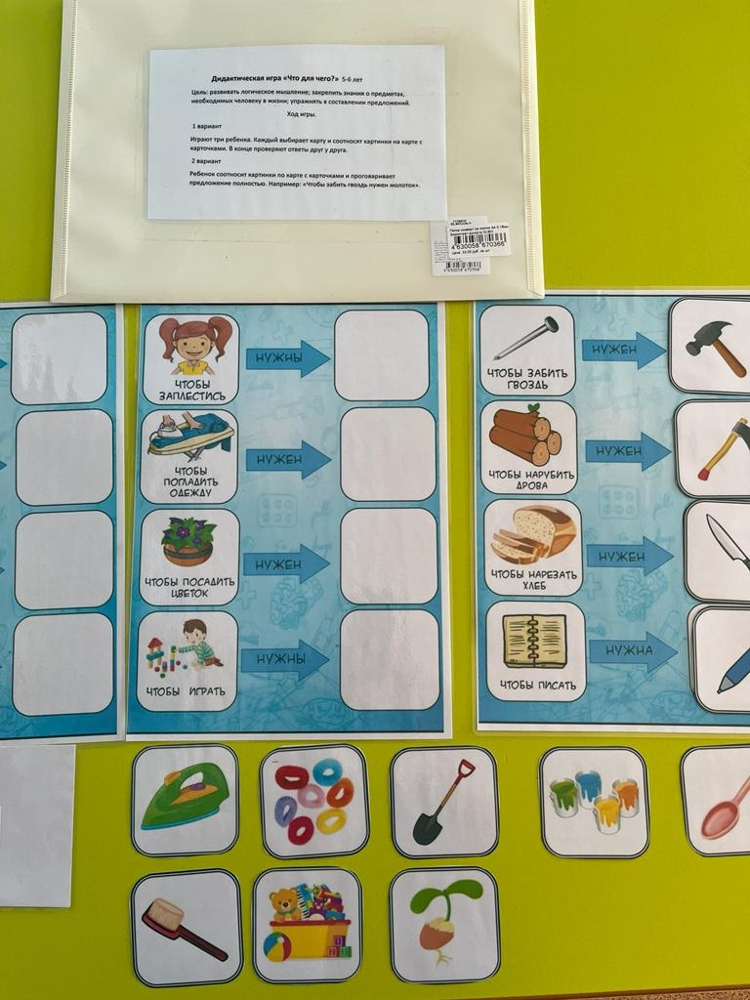 Дидактическая игра «Что для чего?» 5-6 лет
Цель: развивать логическое мышление; закрепить знания о предметах,
необходимых человеку в жизни; упражнять в составлении предложений.
Ход игры.
1 вариант
Играют три ребенка. Каждый выбирает карту и соотносят картинки на карте с
карточками. В конце проверяют ответы друг у друга.
2 вариант
Ребенок соотносит картинки по карте с карточками и проговаривает
предложение полностью. Например: «Чтобы забить гвоздь нужен молоток».
4 630058 670366
4 630058 670366
ЧТОБЫ
ЗАПЛЕСТИСЬ
НУЖНЫ
ЧТОБЫ
ПОГЛАДИТЬ
ОДЕЖДУ
НУЖЕН
ЧТОБЫ ПОСАДИТЬ
ЦВЕТОК
НУЖЕН
ЧТОБЫ ИГРАТЬ
НУЖНЫ
ЧТОБЫ ЗАБИТЬ
ГВОЗДЬ
НУЖЕН
ЧТОБЫ НАРУБИТЬ
ДРОВА
НУЖЕН
ЧТОБЫ НАРЕЗАТЬ
ХЛЕБ
НУЖЕН
ЧТОБЫ ПИСАТЬ
НУЖНА